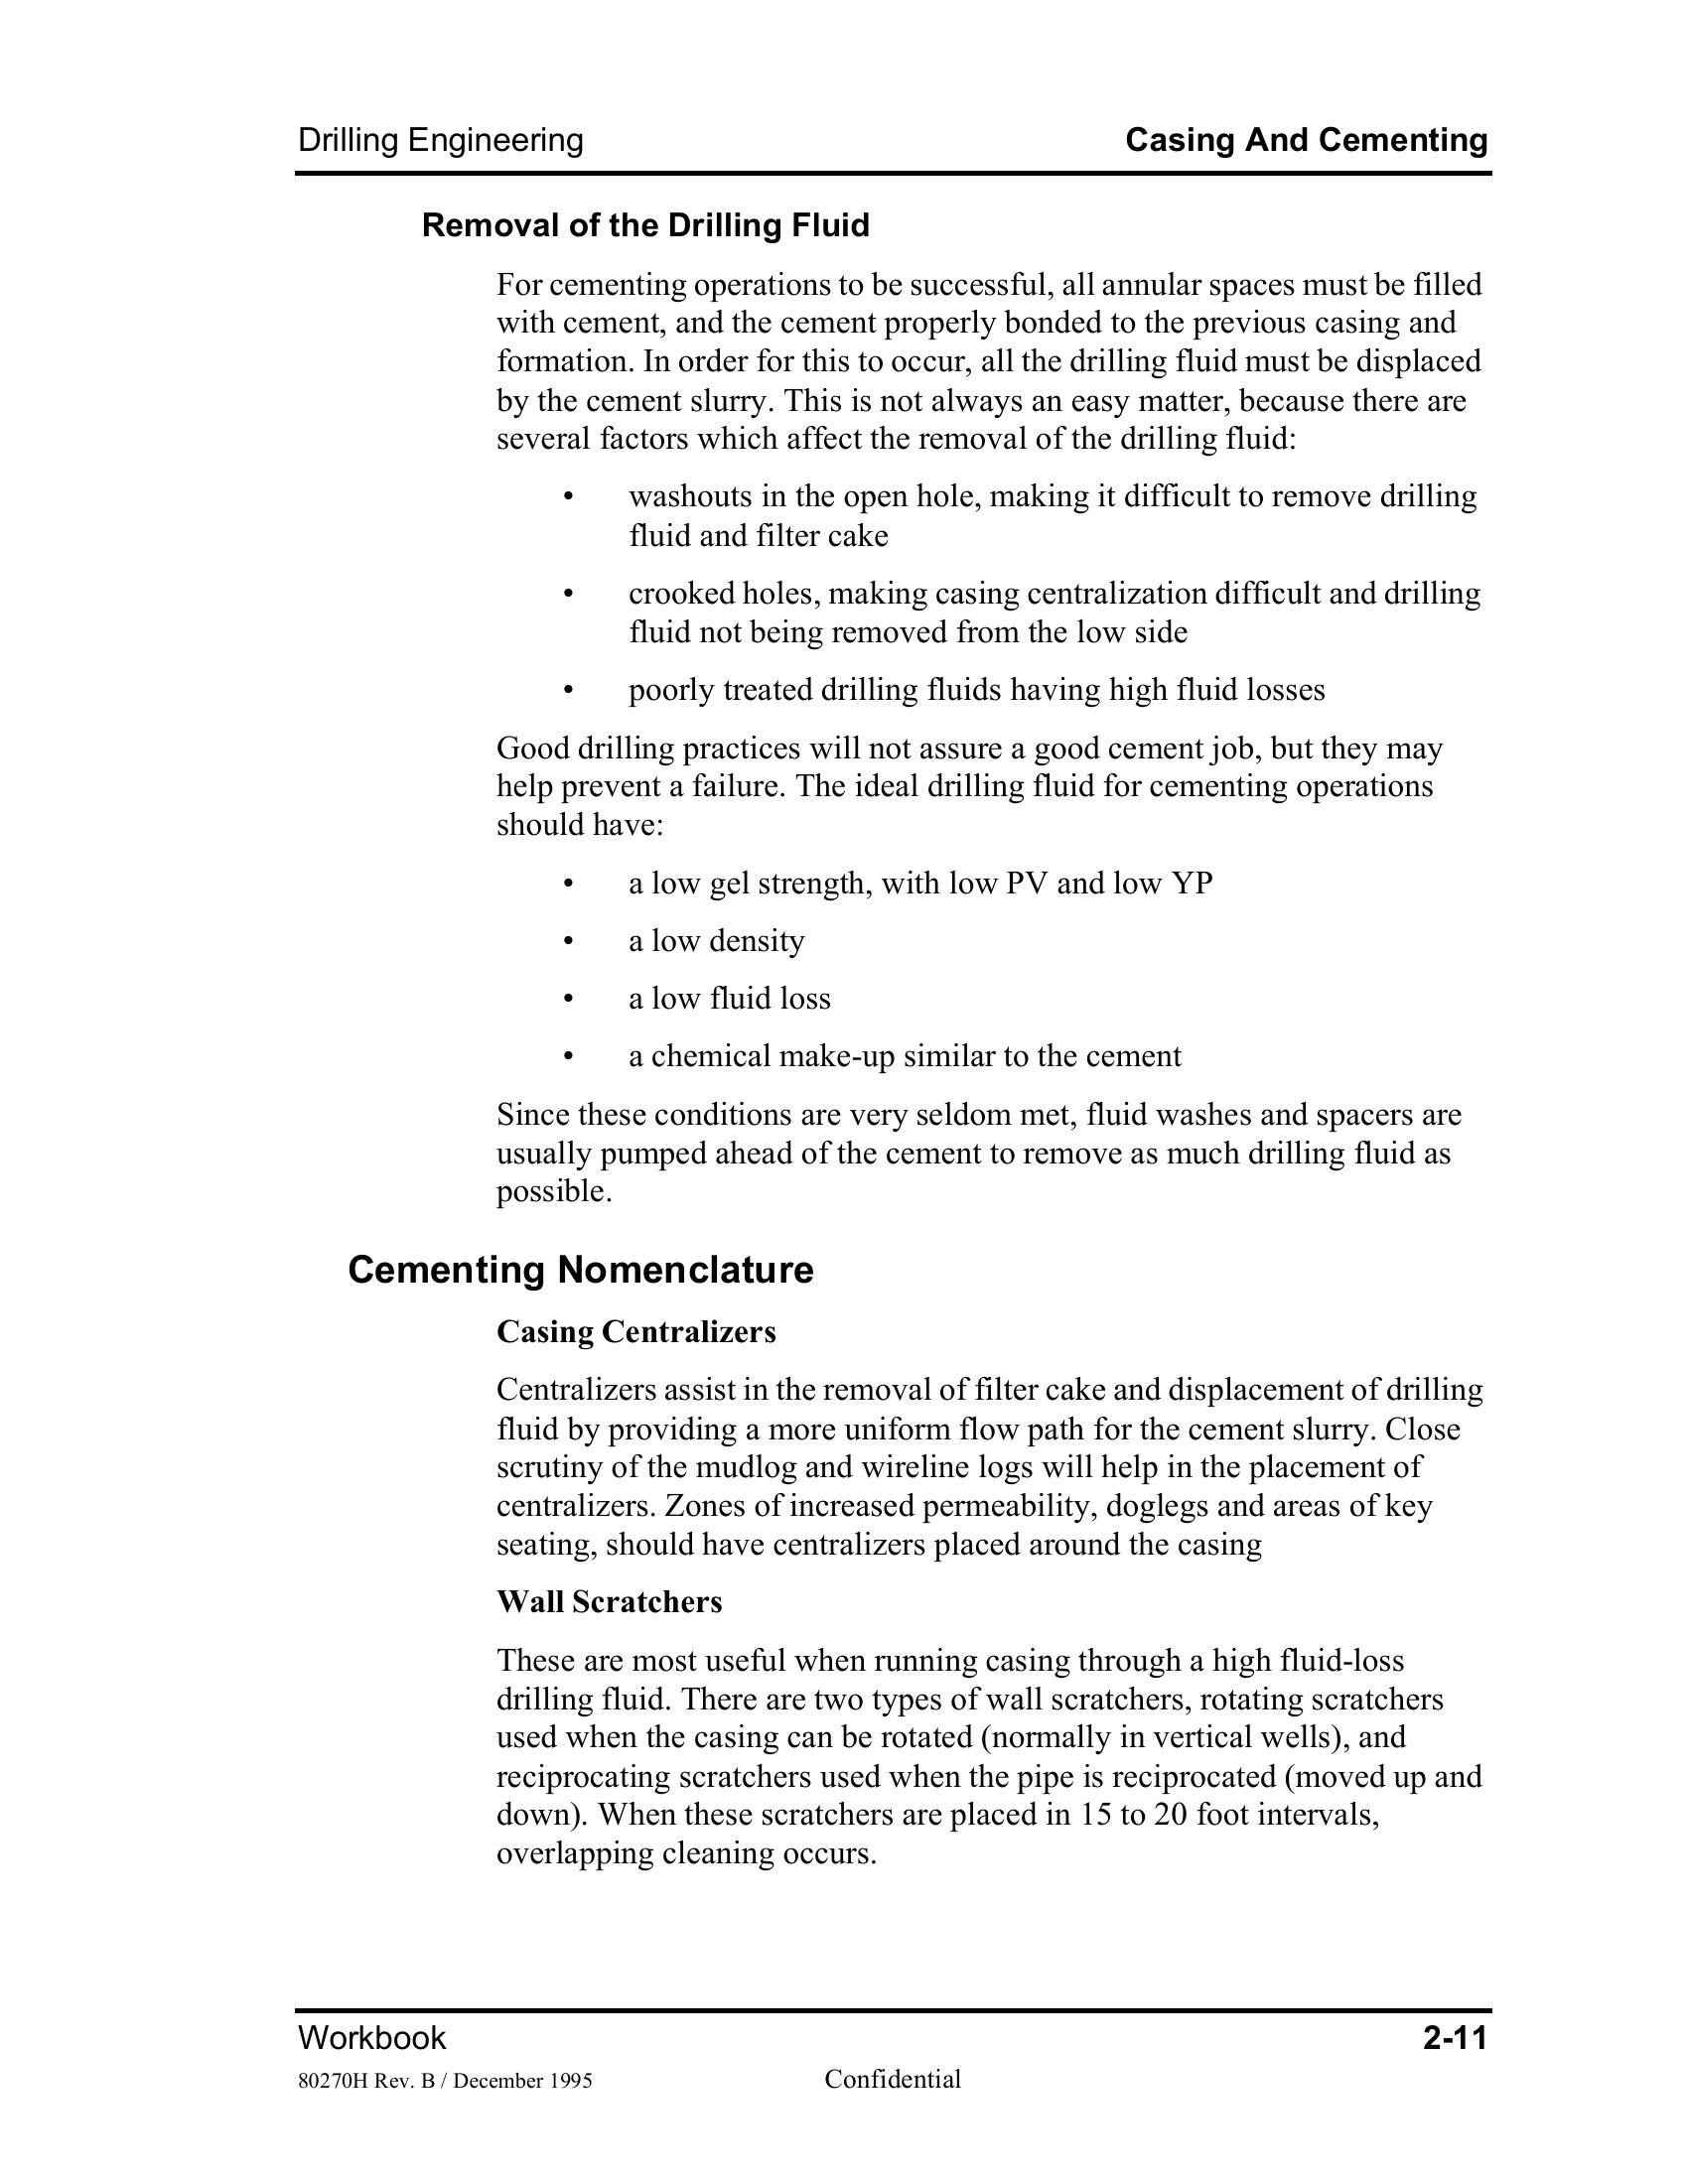 Drilling Engineering Casing And Cementing
Removal of the Drilling Fluid
For cementing operations to be successful, all annular spaces must be filled
with cement, and the cement properly bonded to the previous casing and
formation. In order for this to occur, all the drilling fluid must be displaced
by the cement slurry. This is not always an easy matter, because there are
several factors which affect the removal of the drilling fluid:
• washouts in the open hole, making it difficult to remove drilling
fluid and filter cake
• crooked holes, making casing centralization difficult and drilling
fluid not being removed from the low side
• poorly treated drilling fluids having high fluid losses
Good drilling practices will not assure a good cement job, but they may
help prevent a failure. The ideal drilling fluid for cementing operations
should have:
• a low gel strength, with low PV and low YP
• a low density
• a low fluid loss
• a chemical make-up similar to the cement
Since these conditions are very seldom met, fluid washes and spacers are
usually pumped ahead of the cement to remove as much drilling fluid as
possible.
Cementing Nomenclature
Casing Centralizers
Centralizers assist in the removal of filter cake and displacement of drilling
fluid by providing a more uniform flow path for the cement slurry. Close
scrutiny of the mudlog and wireline logs will help in the placement of
centralizers. Zones of increased permeability, doglegs and areas of key
seating, should have centralizers placed around the casing
Wall Scratchers
These are most useful when running casing through a high fluid-loss
drilling fluid. There are two types of wall scratchers, rotating scratchers
used when the casing can be rotated (normally in vertical wells), and
reciprocating scratchers used when the pipe is reciprocated (moved up and
down). When these scratchers are placed in 15 to 20 foot intervals,
overlapping cleaning occurs.
Workbook 2-11
80270H Rev. B / December 1995 Confidential